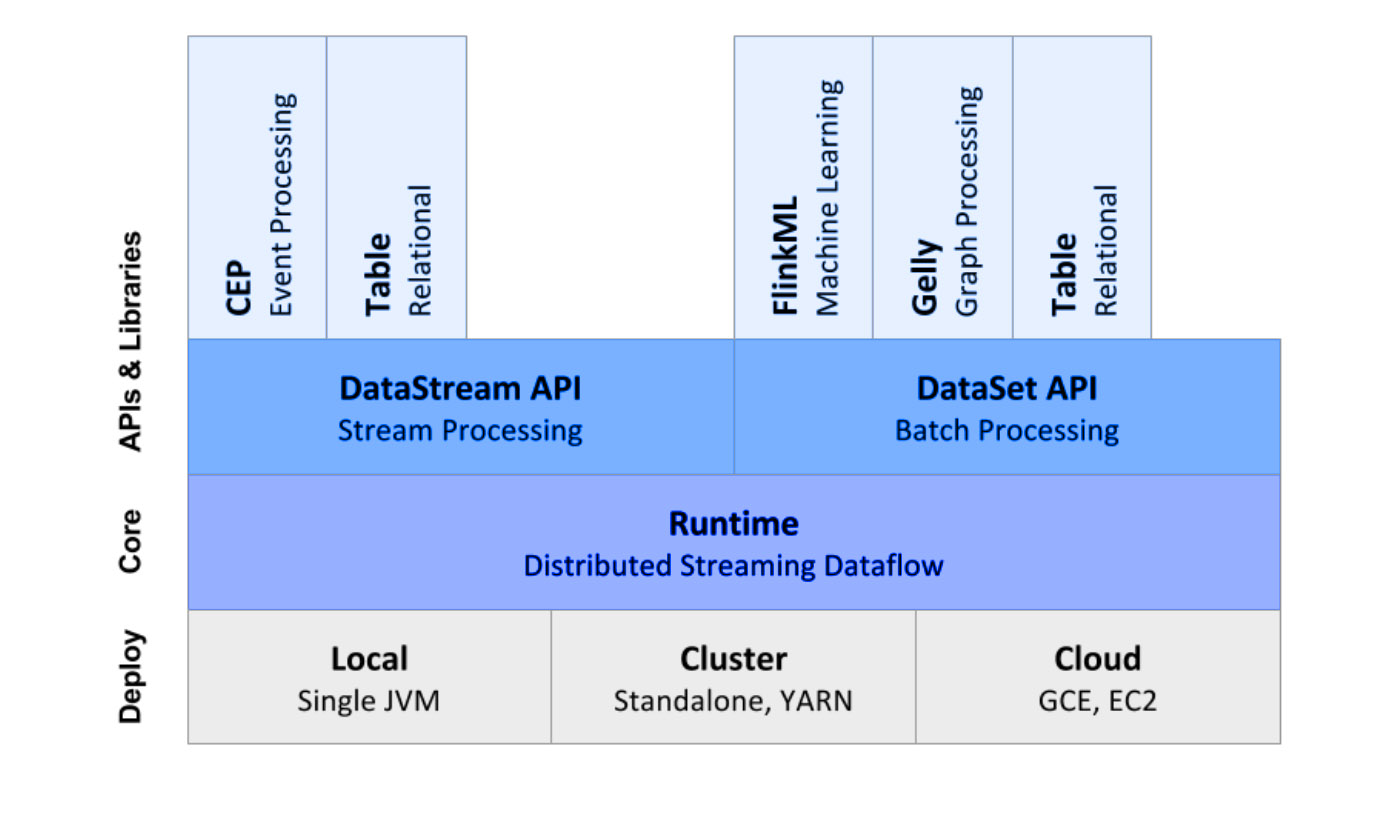 CEP
Event Processing
Table
Relational
FlinkML
Machine Learning
Gelly
Graph Processing
Table
Relational
APIs & Libraries
DataStream API
Stream Processing
DataSet API
Batch Processing
Core
Runtime
Distributed Streaming Dataflow
Deploy
Local
Single JVM
Cluster
Standalone, YARN
Cloud
GCE, EC2